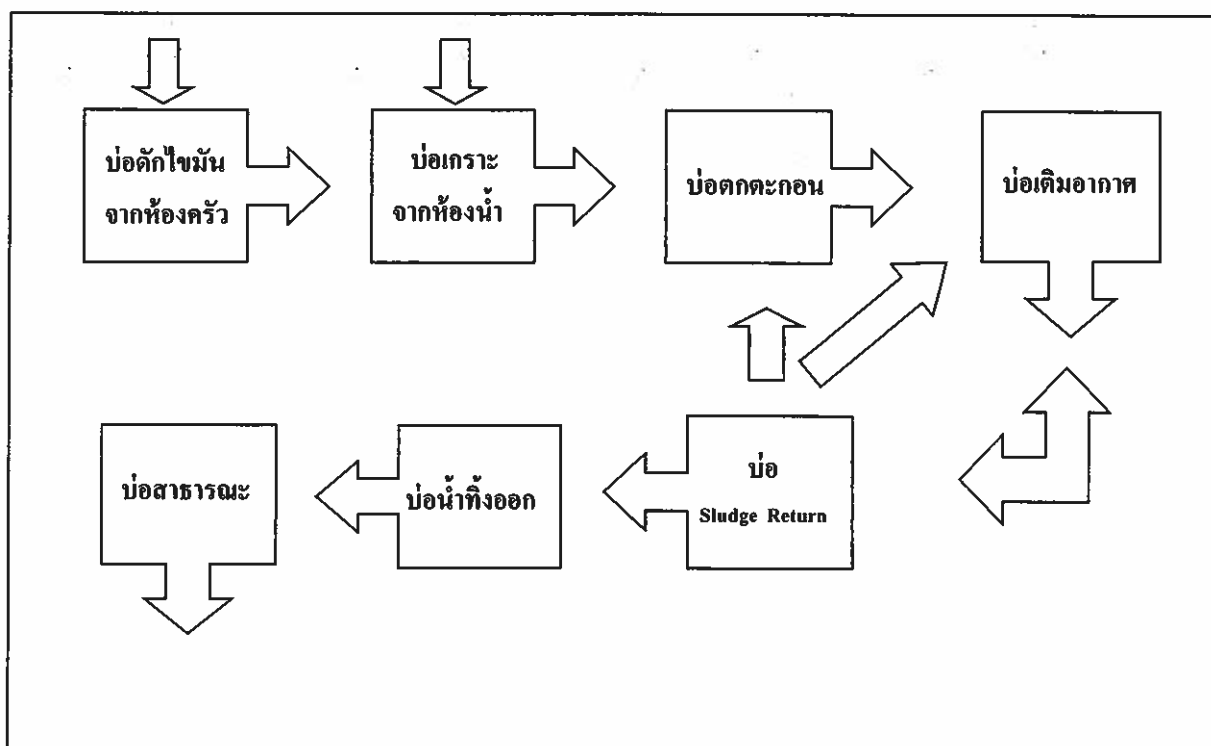 บ่อดักไขมัน
จากห้องครัว
บ่อเกราะ
จากห้องน้ำ
บ่อตกตะกอน
บ่อเติมอากาศ
บ่อสาธารณะ
บ่อน้ำทิ้งออก
บ่อ
Sludge Return